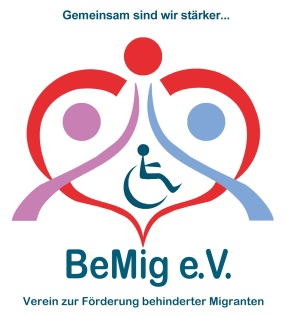 Gemeinsam sind wir stärker...
BeMig e.V.
Verein zur Förderung behinderter Migranten